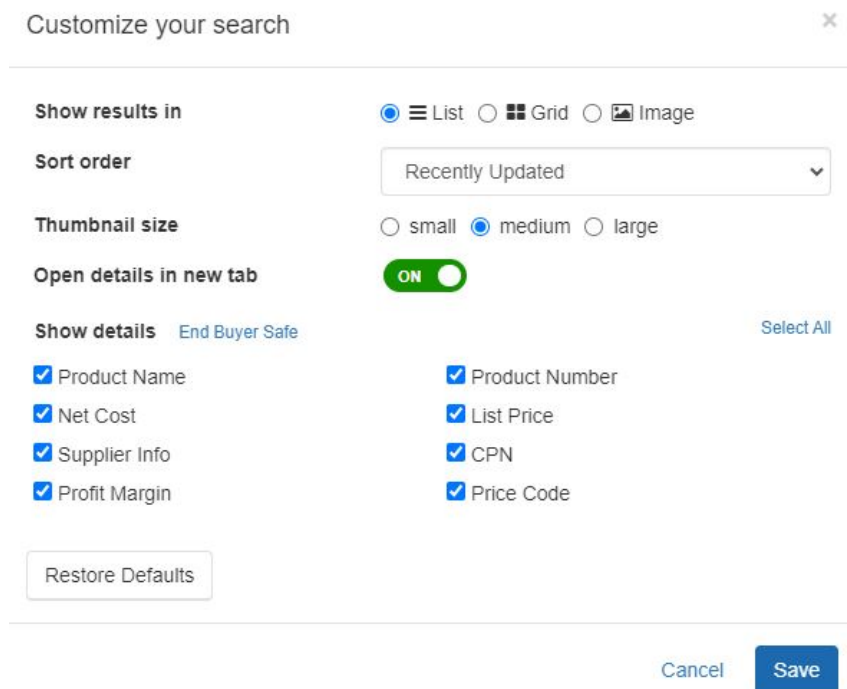 Customize your search ×
Show results in List Grid Image
Sort order Recently Updated
Thumbnail size small medium large
Open details in new tab ON
Show details End Buyer Safe Select All
Product Name Product Number
Net Cost List Price
Supplier Info CPN
Profit Margin Price Code
Restore Defaults
Cancel Save